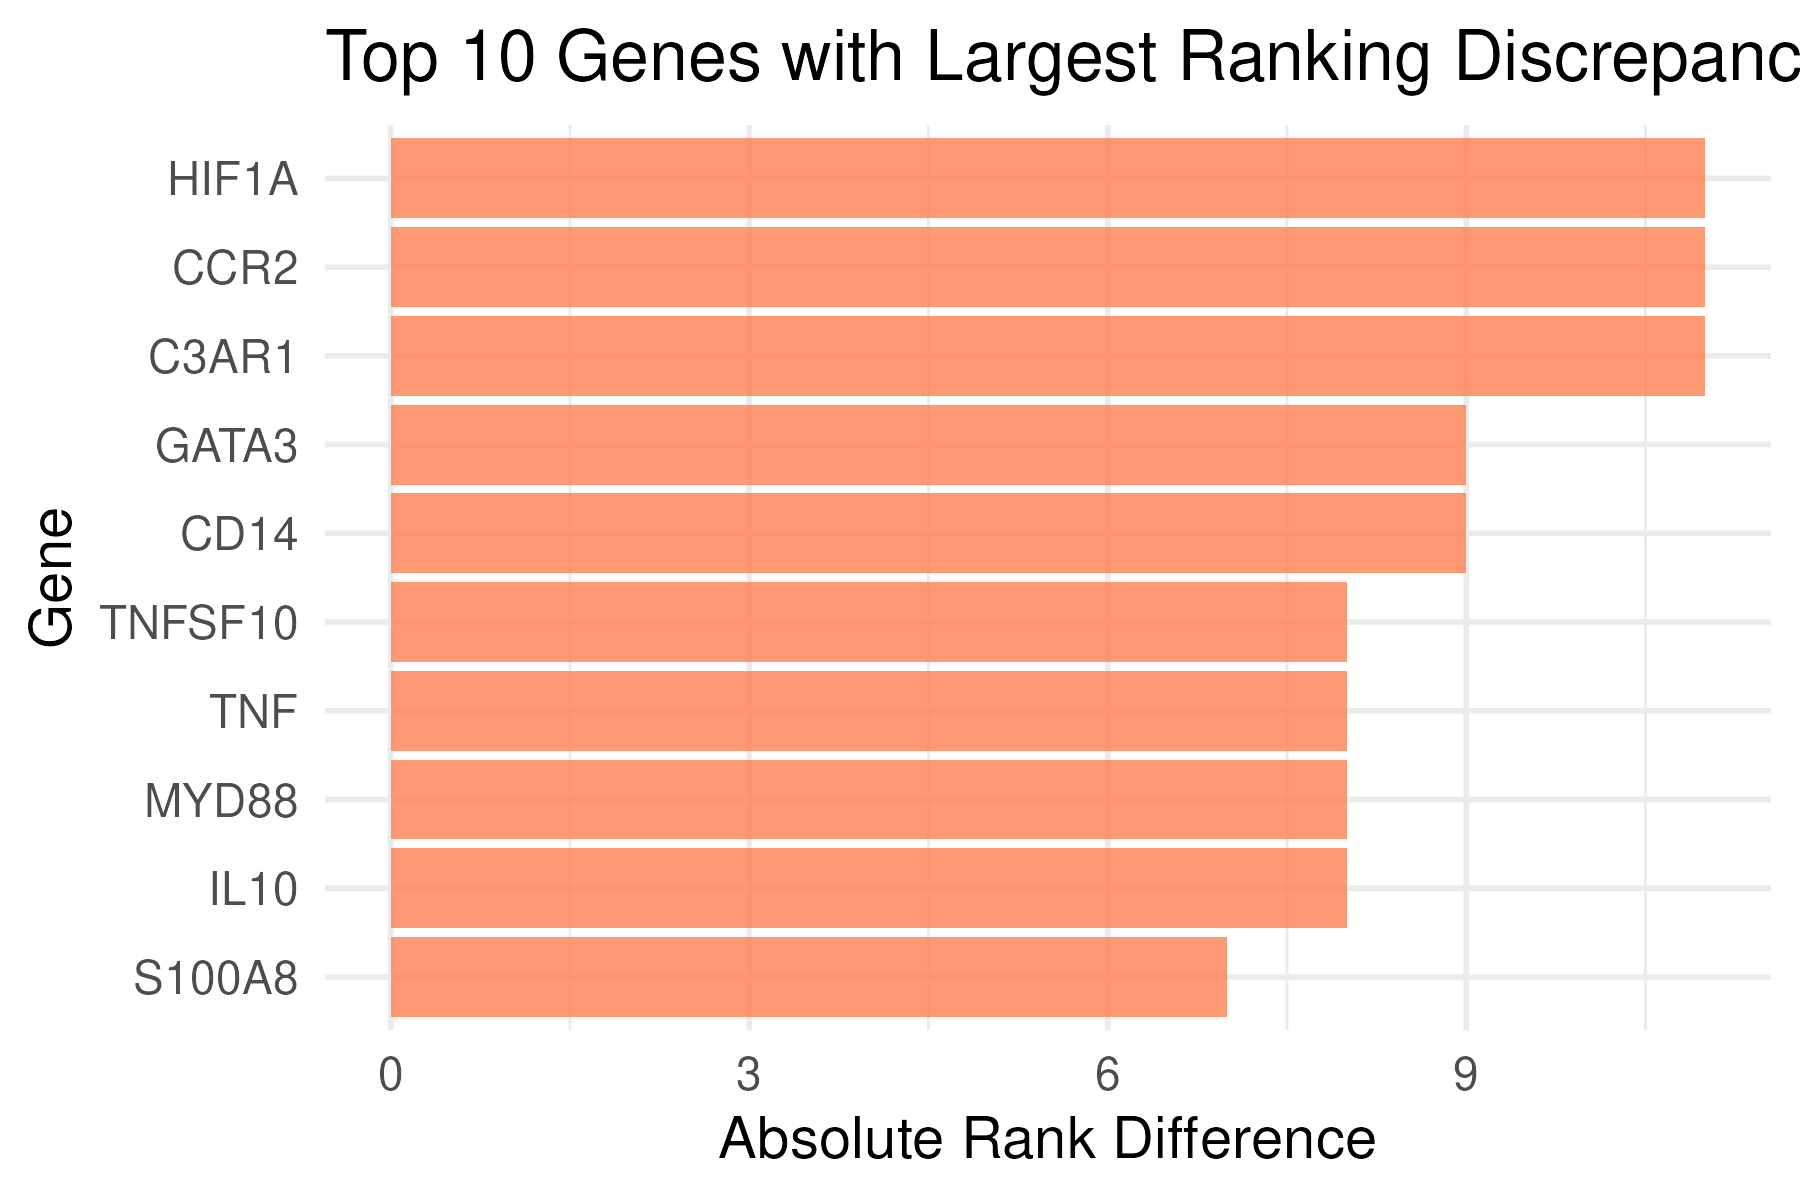 Top 10 Genes with Largest Ranking Discrepanc
HIF1A
CCR2
C3AR1
GATA3
CD14
TNFSF10
TNF
MYD88
IL10
S100A8
Gene
0 3 6 9
Absolute Rank Difference